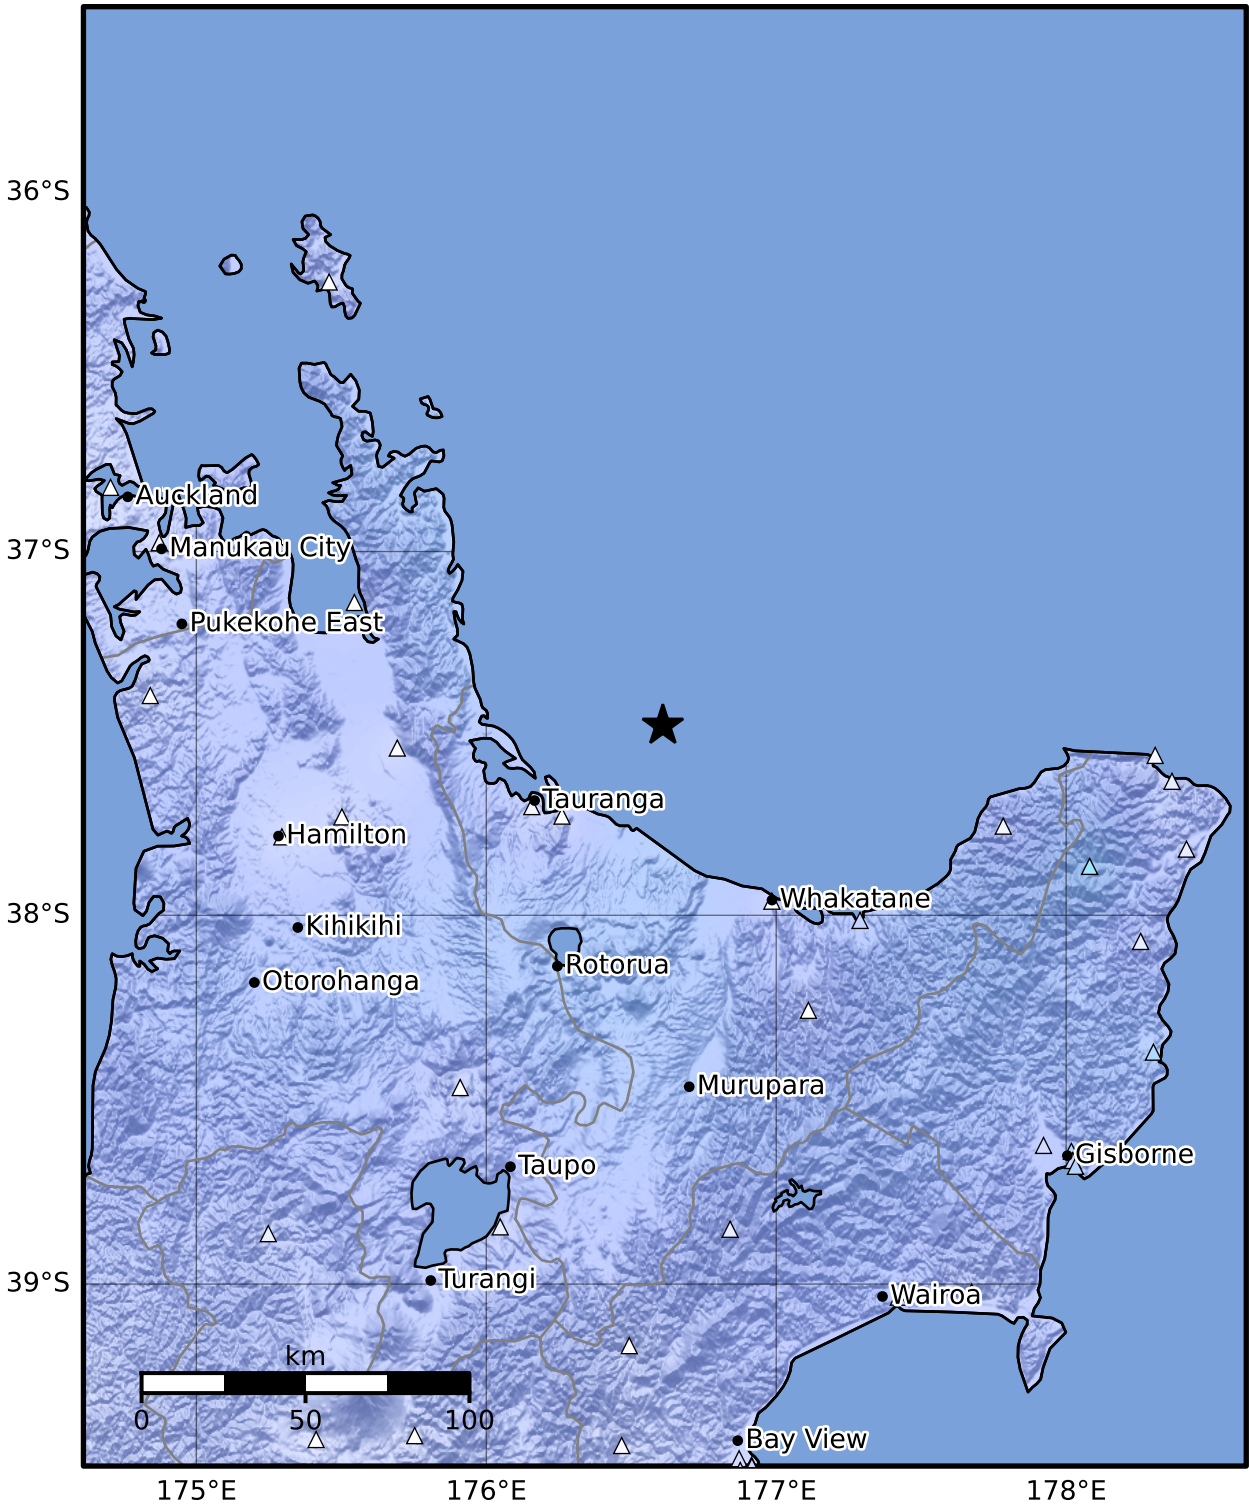 36°S
Auckland
37°S
Manukau City
Pukekohe East
Tauranga
Hamilton
Whakatane
38°S
Kihikihi
Rotorua
Otorohanga
Murupara
Gisborne
Taupo
39°S
Turangi
Wairoa
km
0 50 100
Bay View
175°E 176°E 177°E 178°E